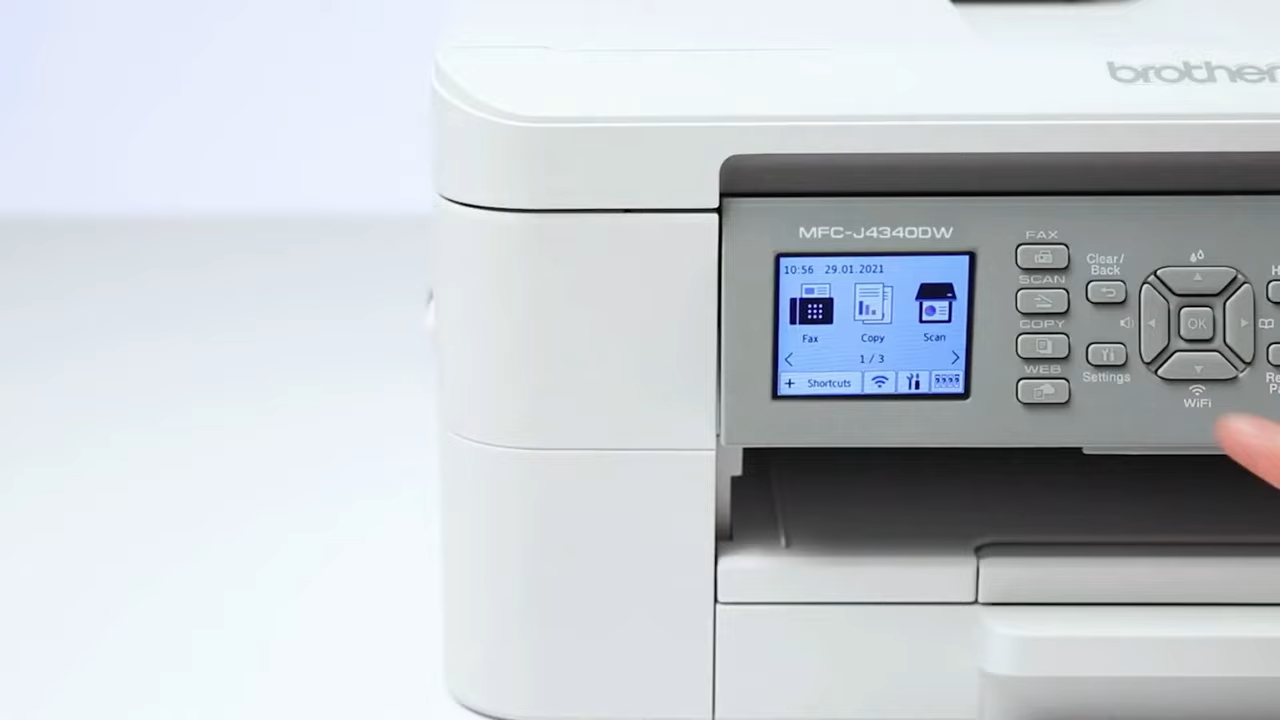 brother
MFC-J4340DW
10:56 29.01.2021
Fax
Copy
Scan
1 / 3
+ Shortcuts
FAX
SCAN
COPY
WEB
Clear/
Back
Settings
OK
WiFi